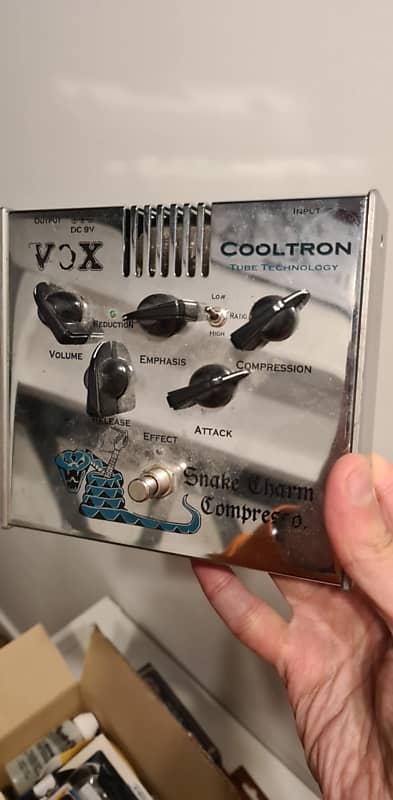 OUTPUT
DC 9V
INPUT
VOX
COOLTRON
TUBE TECHNOLOGY
LOW
REDUCTION
RATIO
HIGH
VOLUME
EMPHASIS
COMPRESSION
RELEASE
ATTACK
EFFECT
Snake Charm
Compresso,